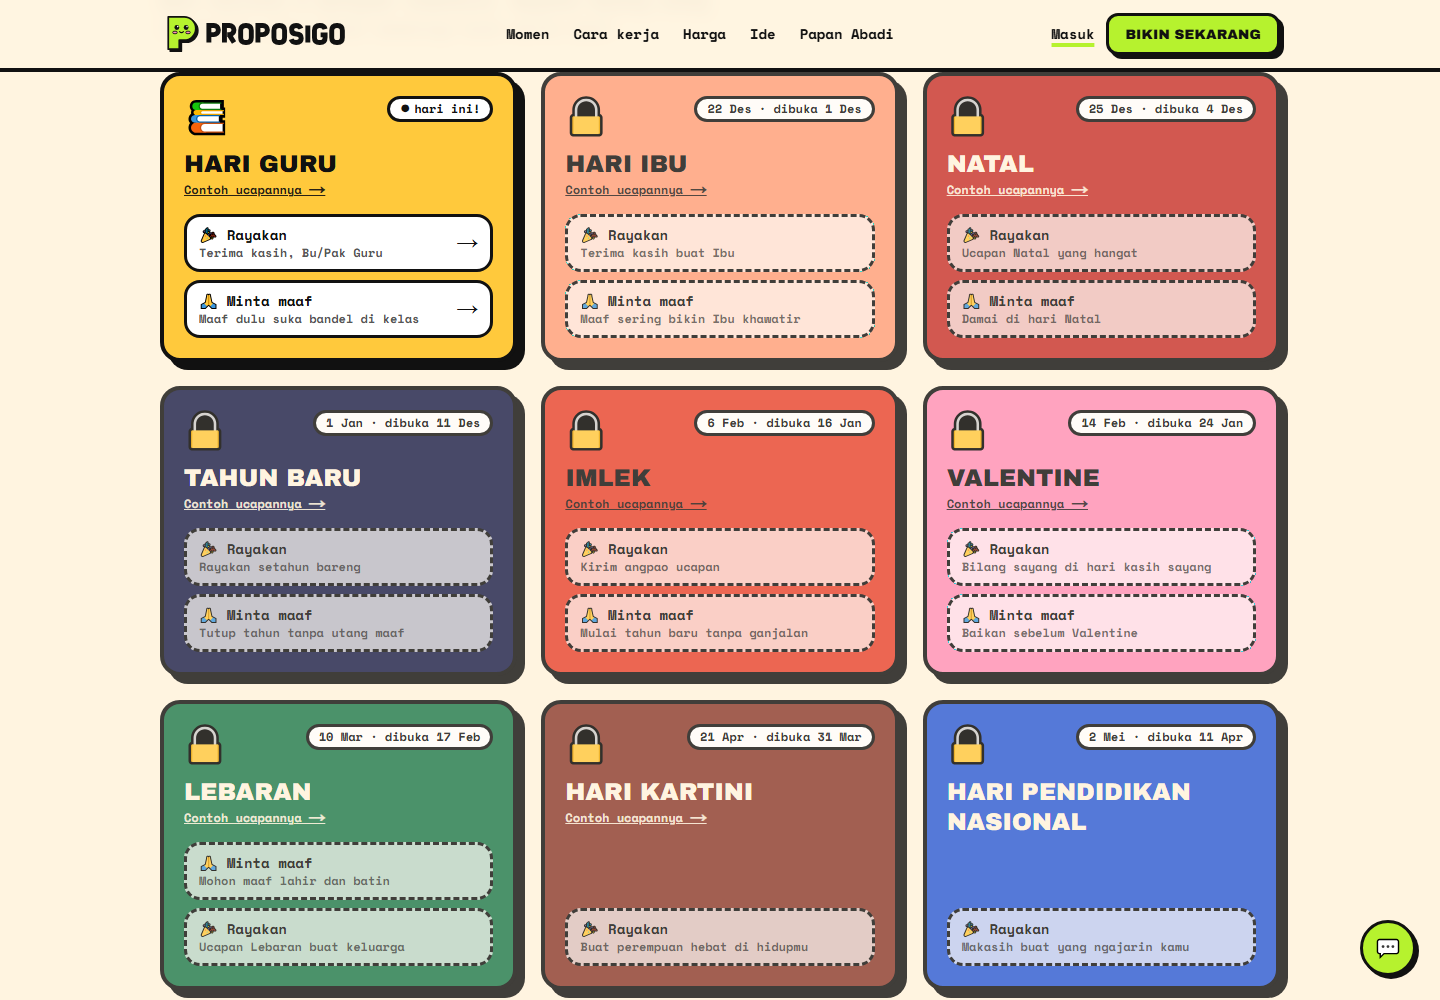 PROPOSIGO
Momen
Cara kerja
Harga
Ide
Papan Abadi
Masuk
BIKIN SEKARANG
hari ini!
HARI GURU
Contoh ucapannya →
Rayakan
Terima kasih, Bu/Pak Guru
→
Minta maaf
Maaf dulu suka bandel di kelas
→
22 Des · dibuka 1 Des
HARI IBU
Contoh ucapannya →
Rayakan
Terima kasih buat Ibu
Minta maaf
Maaf sering bikin Ibu khawatir
25 Des · dibuka 4 Des
NATAL
Contoh ucapannya →
Rayakan
Ucapan Natal yang hangat
Minta maaf
Damai di hari Natal
1 Jan · dibuka 11 Des
TAHUN BARU
Contoh ucapannya →
Rayakan
Rayakan setahun bareng
Minta maaf
Tutup tahun tanpa utang maaf
6 Feb · dibuka 16 Jan
IMLEK
Contoh ucapannya →
Rayakan
Kirim angpao ucapan
Minta maaf
Mulai tahun baru tanpa ganjalan
14 Feb · dibuka 24 Jan
VALENTINE
Contoh ucapannya →
Rayakan
Bilang sayang di hari kasih sayang
Minta maaf
Baikan sebelum Valentine
10 Mar · dibuka 17 Feb
LEBARAN
Contoh ucapannya →
Minta maaf
Mohon maaf lahir dan batin
Rayakan
Ucapan Lebaran buat keluarga
21 Apr · dibuka 31 Mar
HARI KARTINI
Contoh ucapannya →
Rayakan
Buat perempuan hebat di hidupmu
2 Mei · dibuka 11 Apr
HARI PENDIDIKAN
NASIONAL
Rayakan
Makasih buat yang ngajarin kamu